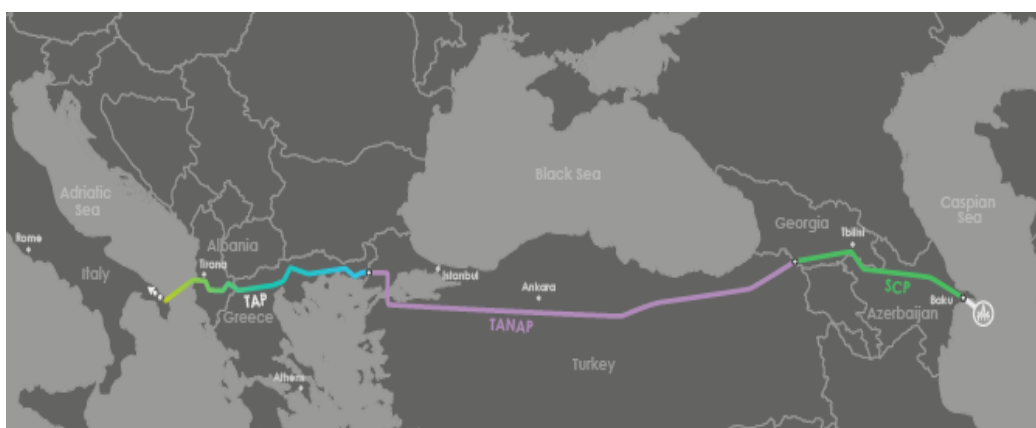 Black Sea
Adriatic
Sea
Caspian
Sea
Georgia
Tbilisi
Rome
Albania
Tirana
Italy
Istanbul
Ankara
SCP
Baku
TAP
Greece
TANAP
Azerbaijan
Turkey
Athens